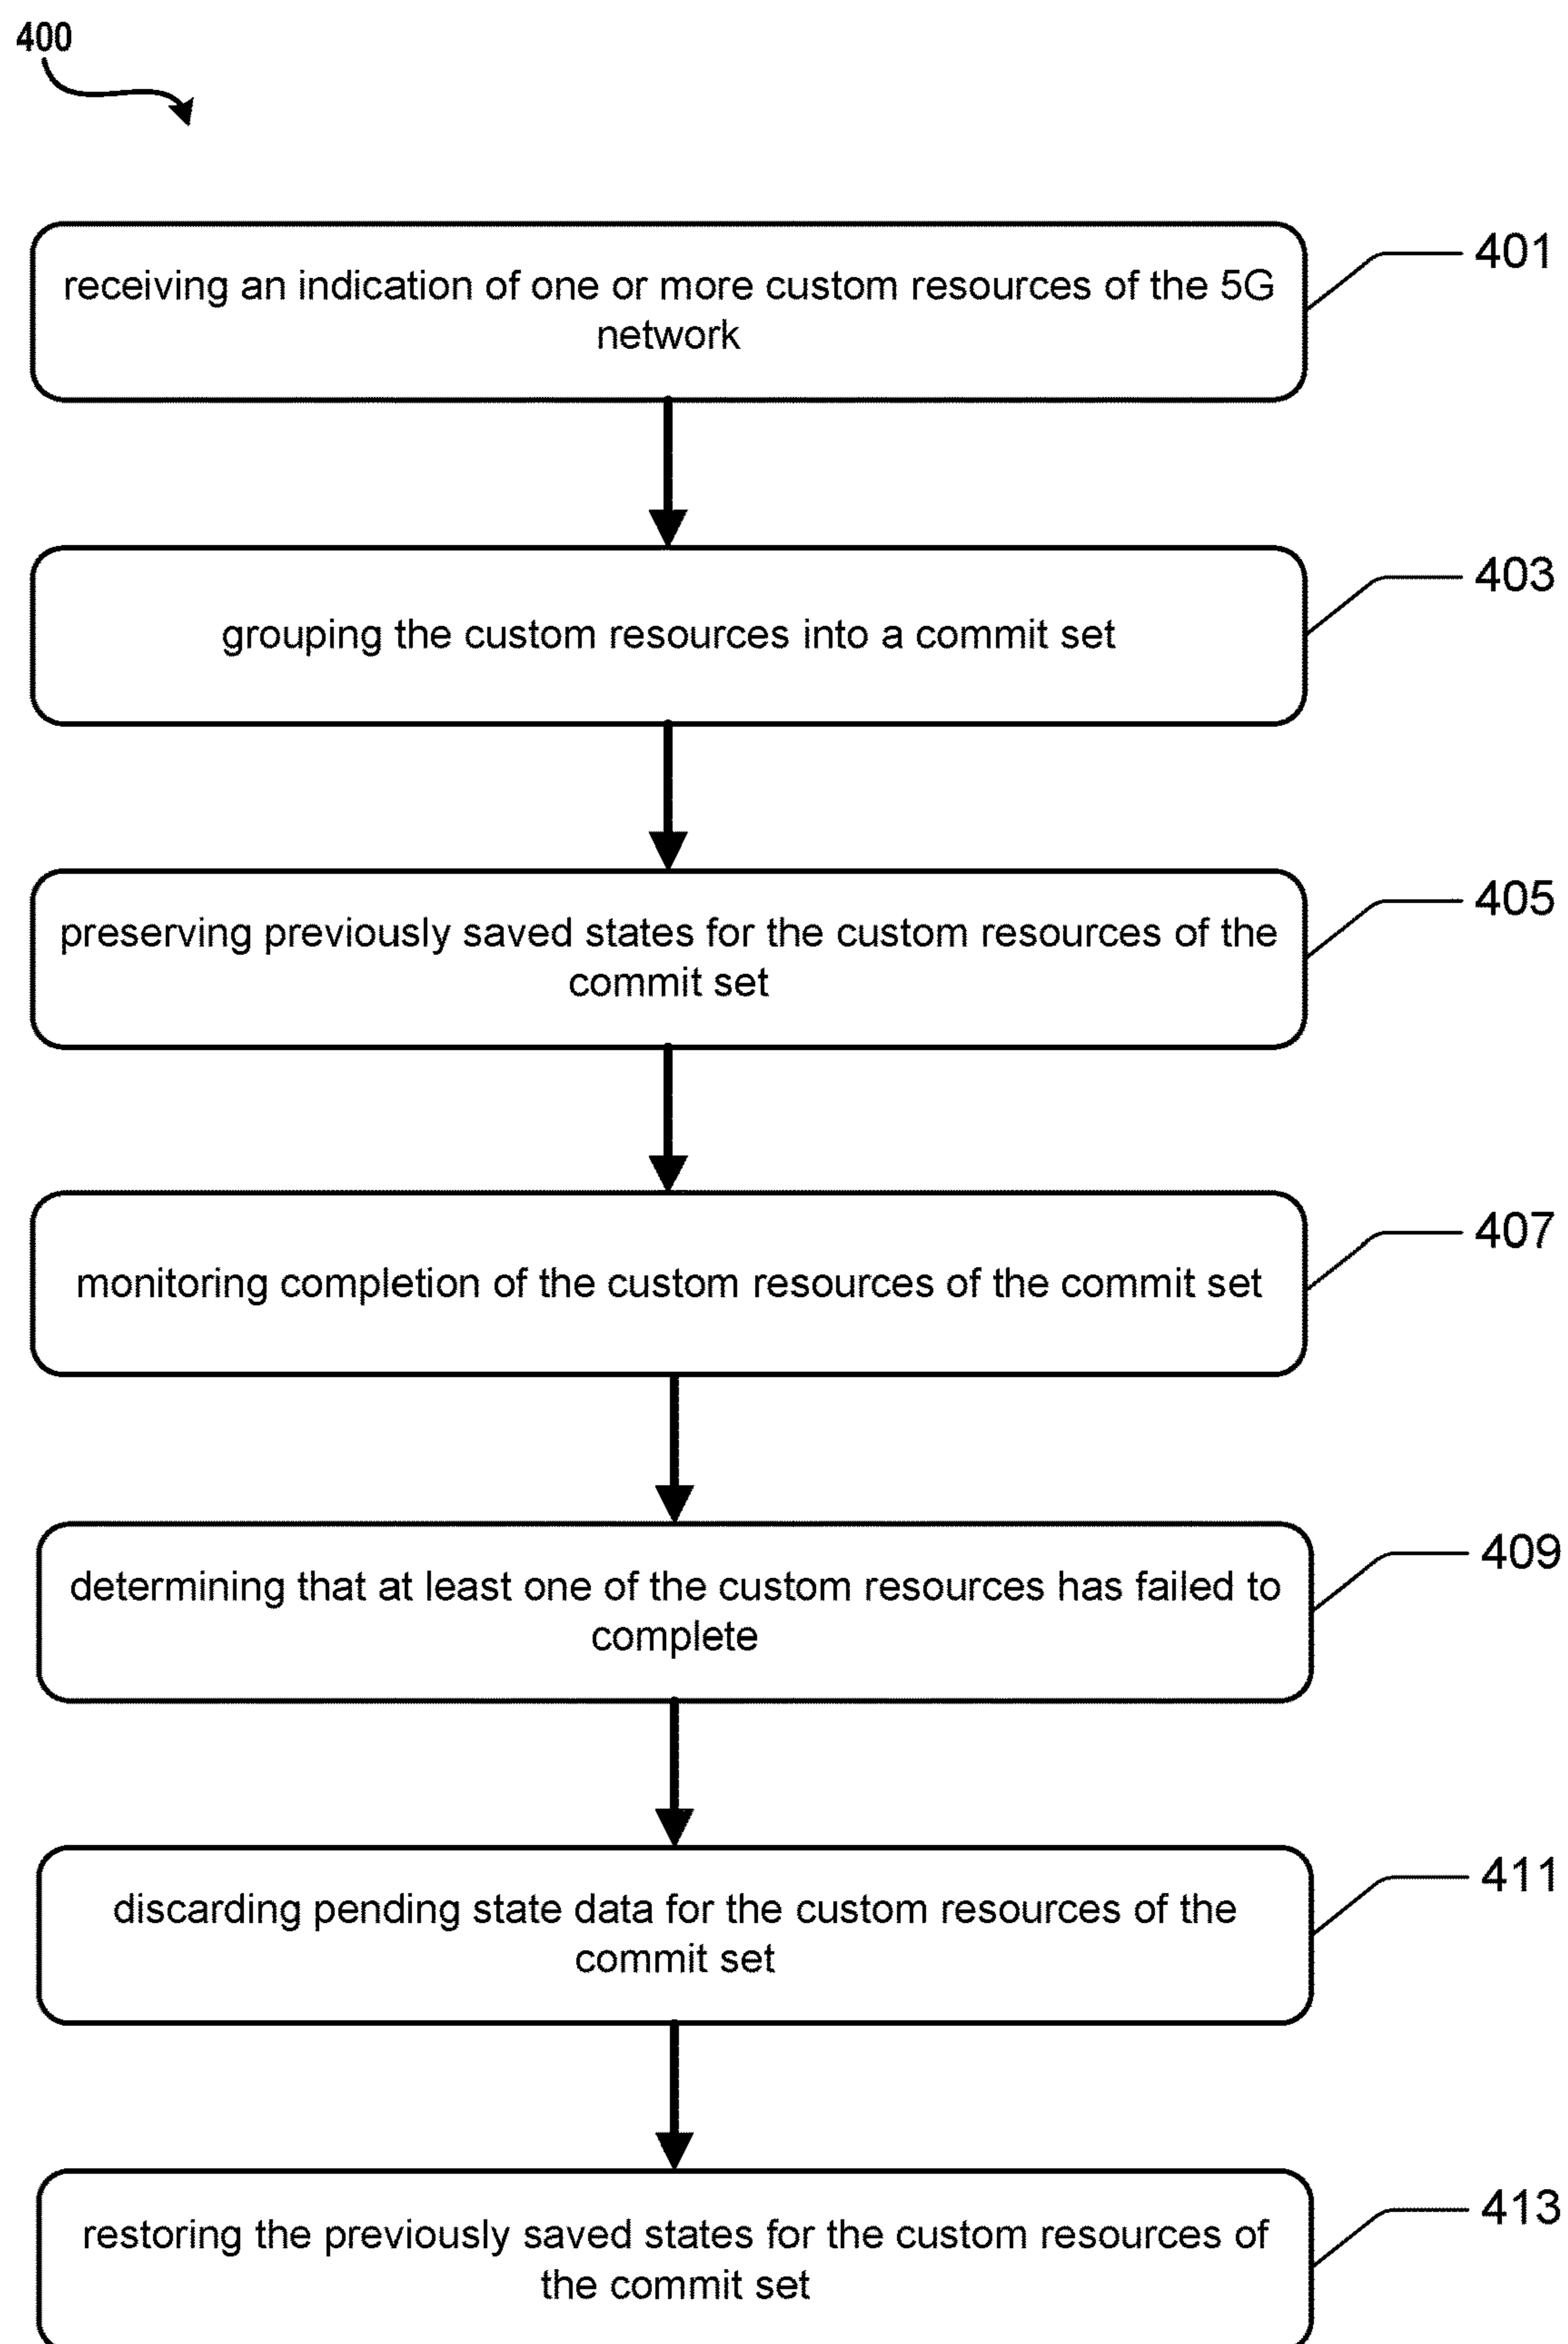 400
receiving an indication of one or more custom resources of the 5G
network
401
grouping the custom resources into a commit set
403
preserving previously saved states for the custom resources of the
commit set
405
monitoring completion of the custom resources of the commit set
407
determining that at least one of the custom resources has failed to
complete
409
discarding pending state data for the custom resources of the
commit set
411
restoring the previously saved states for the custom resources of
the commit set
413